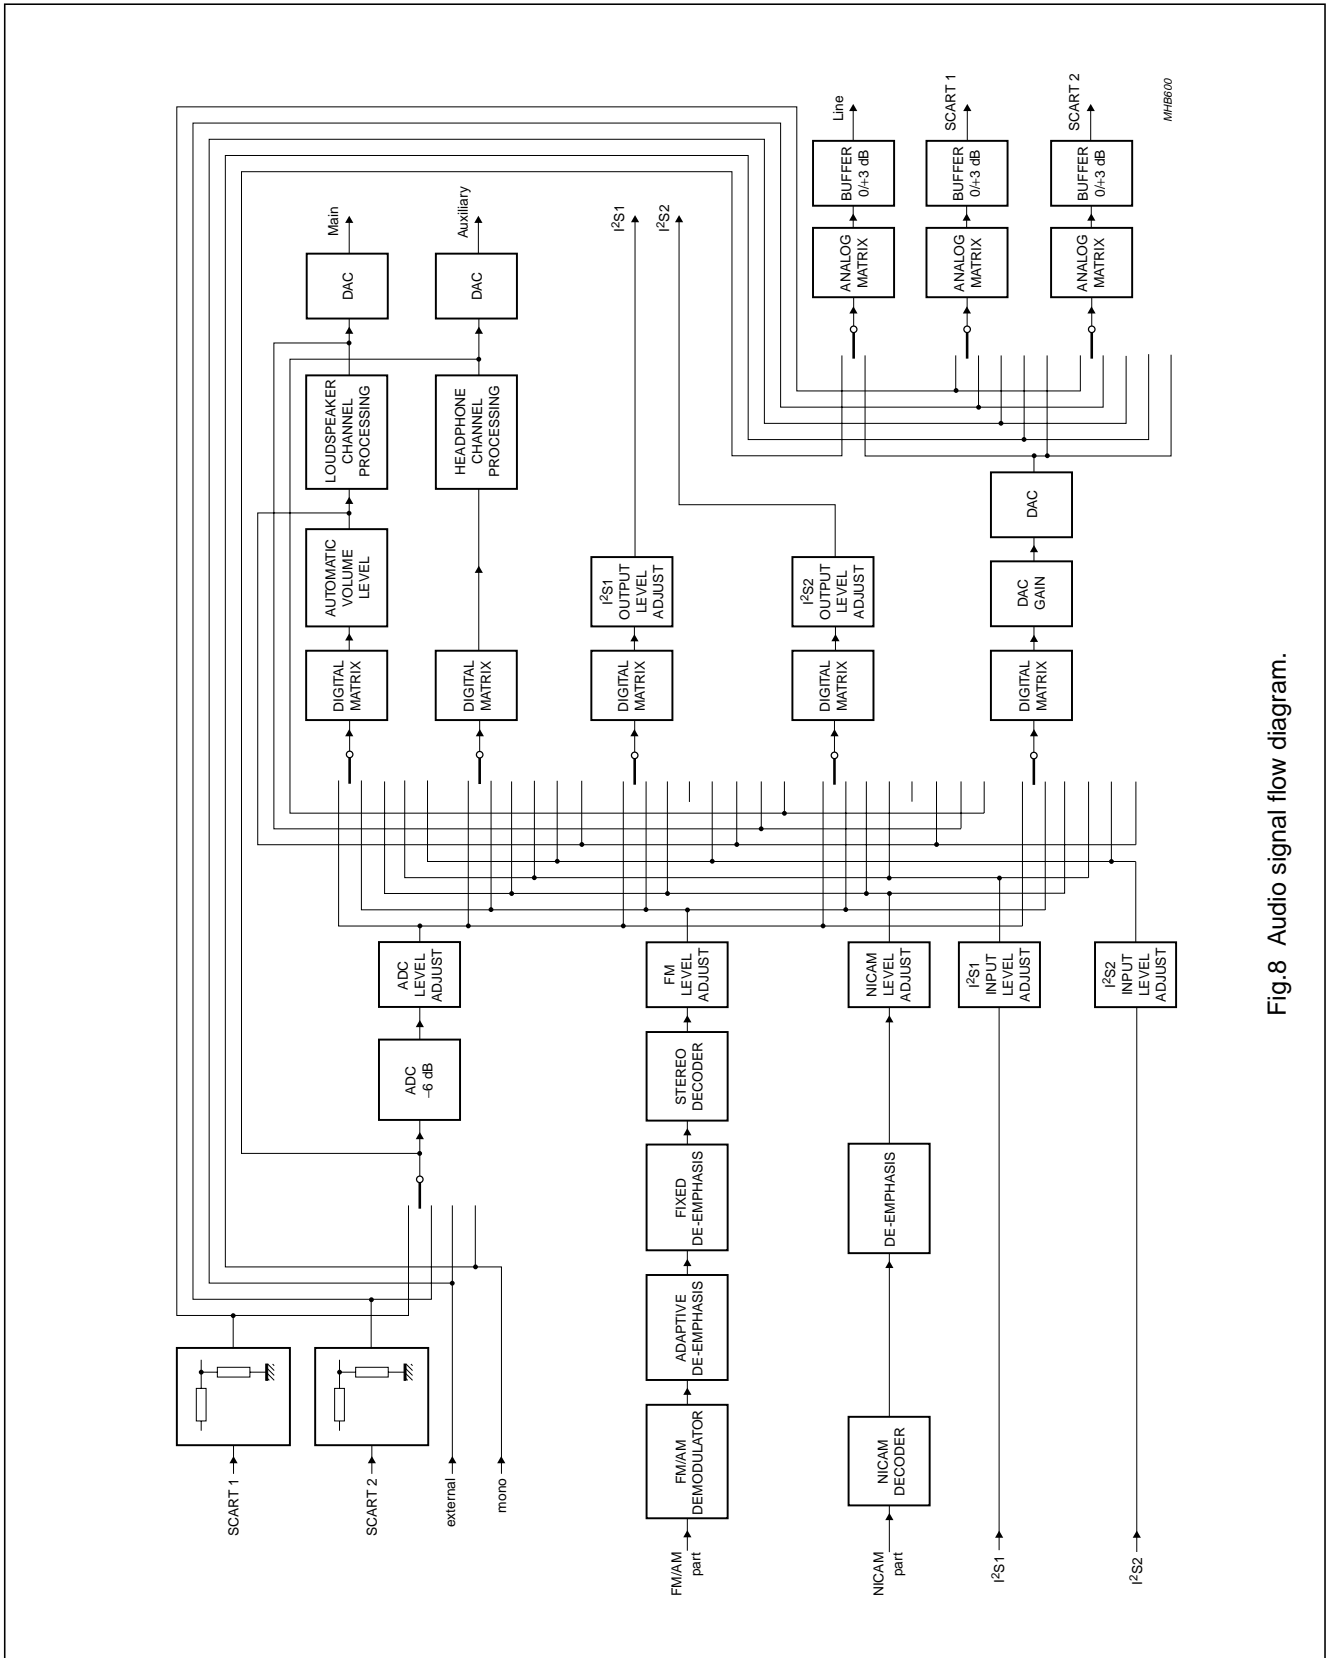 SCART 1
SCART 2
external
mono
FM/AM
part
NICAM
part
I²S1
I²S2
FM/AM
DEMODULATOR
NICAM
DECODER
ADAPTIVE
DE-EMPHASIS
FIXED
DE-EMPHASIS
DE-EMPHASIS
STEREO
DECODER
ADC
−6 dB
ADC
LEVEL
ADJUST
FM
LEVEL
ADJUST
NICAM
LEVEL
ADJUST
I²S1
INPUT
LEVEL
ADJUST
I²S2
INPUT
LEVEL
ADJUST
DIGITAL
MATRIX
DIGITAL
MATRIX
DIGITAL
MATRIX
DIGITAL
MATRIX
DIGITAL
MATRIX
AUTOMATIC
VOLUME
LEVEL
I²S1
OUTPUT
LEVEL
ADJUST
I²S2
OUTPUT
LEVEL
ADJUST
DAC
GAIN
LOUDSPEAKER
CHANNEL
PROCESSING
HEADPHONE
CHANNEL
PROCESSING
DAC
DAC
DAC
Main
Auxiliary
I²S1
I²S2
ANALOG
MATRIX
ANALOG
MATRIX
ANALOG
MATRIX
BUFFER
0/+3 dB
BUFFER
0/+3 dB
BUFFER
0/+3 dB
Line
SCART 1
SCART 2
MHB600
Fig.8 Audio signal flow diagram.